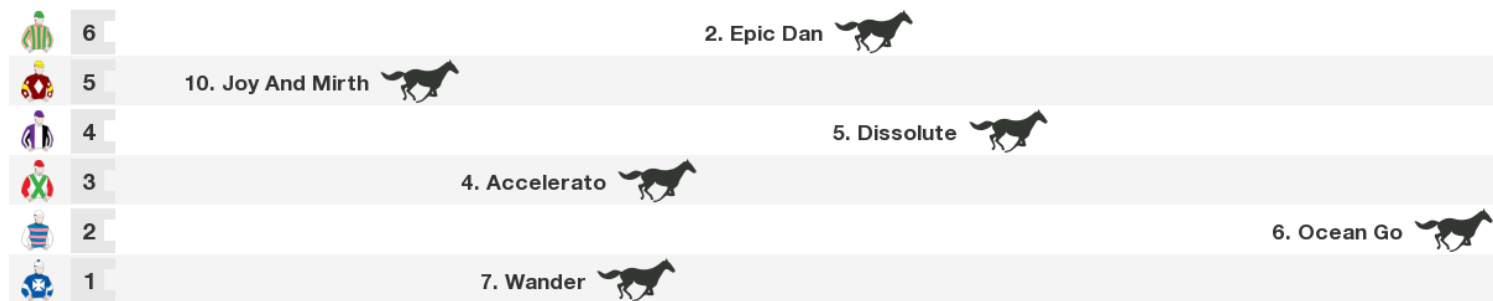 6 2. Epic Dan
5 10. Joy And Mirth
4 5. Dissolute
3 4. Accelerato
2 6. Ocean Go
1 7. Wander